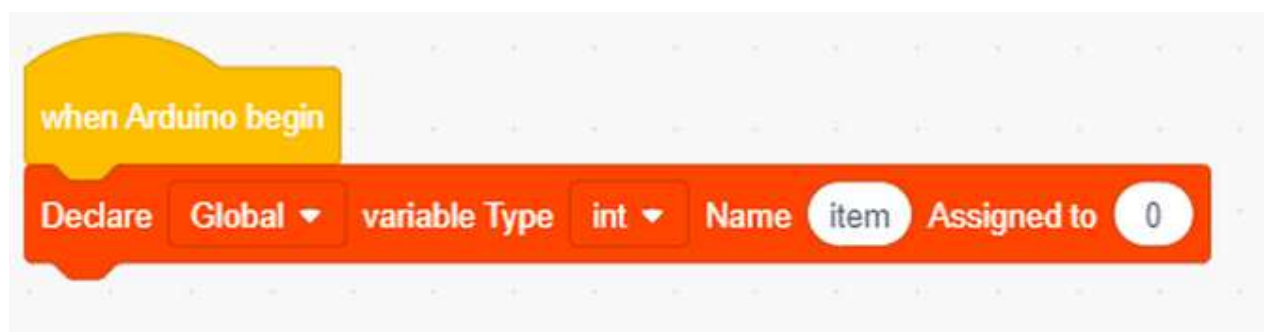 when Arduino begin
Declare Global variable Type int Name item Assigned to 0